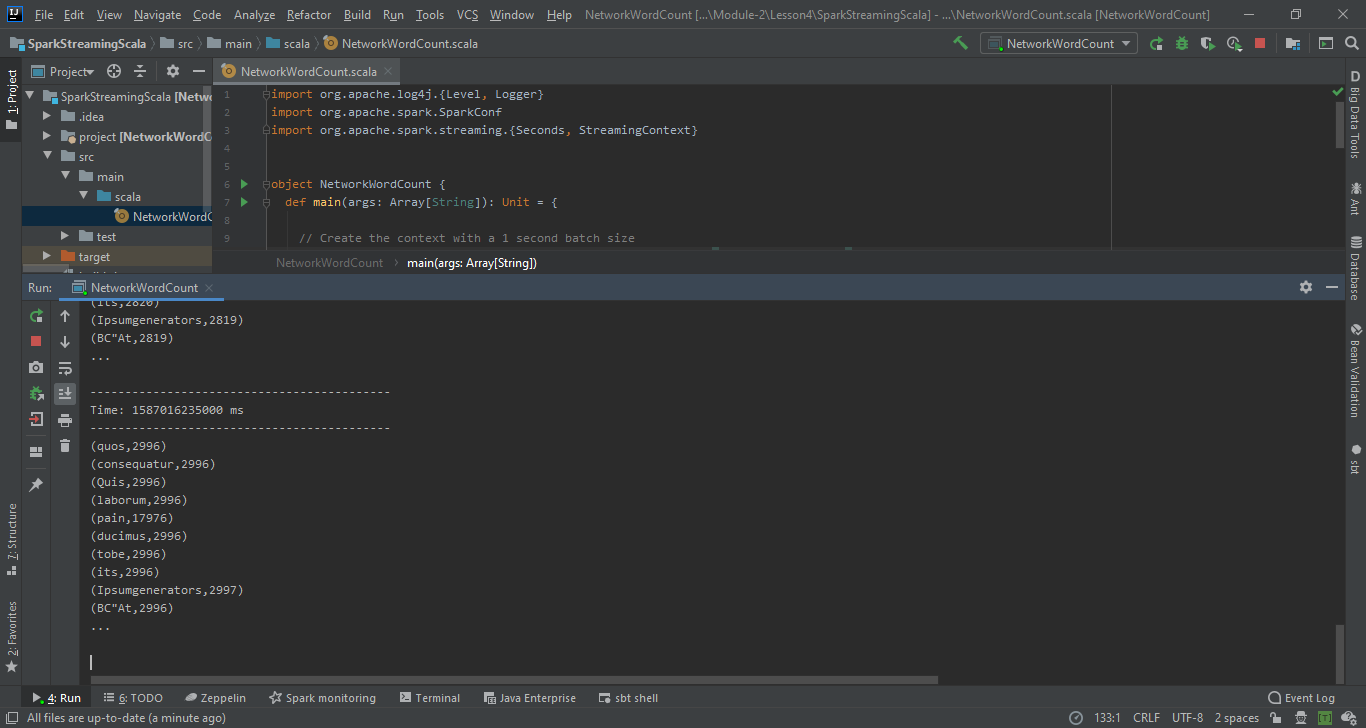 File Edit View Navigate Code Analyze Refactor Build Run Tools VCS Window Help NetworkWordCount [...\Module-2\Lesson4\SparkStreamingScala] - ...\NetworkWordCount.scala [NetworkWordCount]
SparkStreamingScala src main scala NetworkWordCount.scala NetworkWordCount
1: Project
Project
SparkStreamingScala [Netwo
.idea
project [NetworkWordC
src
main
scala
NetworkWordC
test
target
NetworkWordCount.scala
1 import org.apache.log4j.{Level, Logger}
2 import org.apache.spark.SparkConf
3 import org.apache.spark.streaming.{Seconds, StreamingContext}
4
5
6 object NetworkWordCount {
7 def main(args: Array[String]): Unit = {
8
9 // Create the context with a 1 second batch size
NetworkWordCount main(args: Array[String])
D Big Data Tools
Ant
Database
Bean Validation
sbt
Run: NetworkWordCount
(its,2820)
(Ipsumgenerators,2819)
(BC"At,2819)
...
-------------------------------------------
Time: 1587016235000 ms
-------------------------------------------
(quos,2996)
(consequatur,2996)
(Quis,2996)
(laborum,2996)
(pain,17976)
(ducimus,2996)
(tobe,2996)
(its,2996)
(Ipsumgenerators,2997)
(BC"At,2996)
...
7: Structure
2: Favorites
4: Run 6: TODO Zeppelin Spark monitoring Terminal Java Enterprise sbt shell Event Log
All files are up-to-date (a minute ago) 133:1 CRLF UTF-8 2 spaces